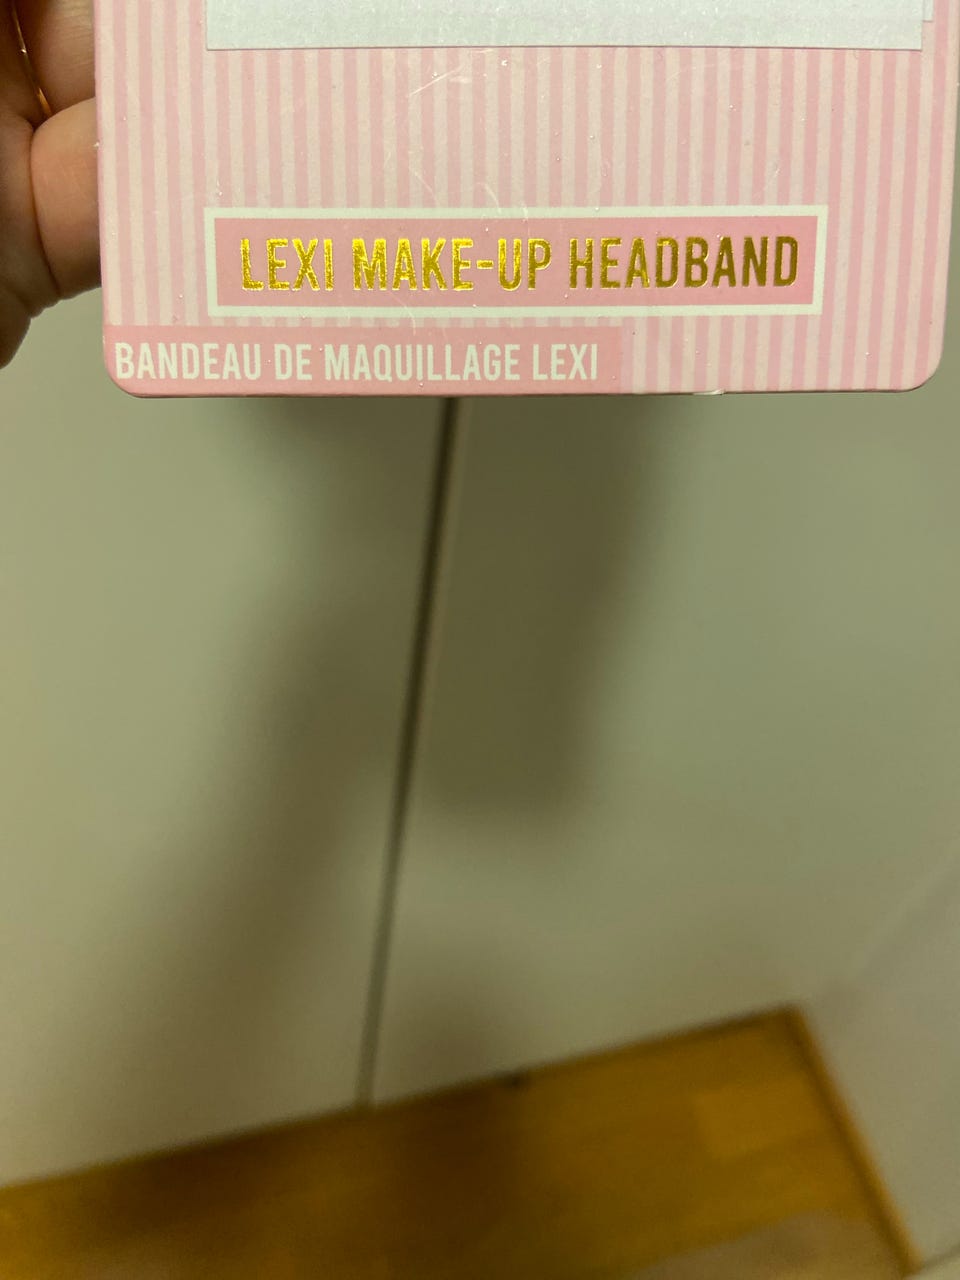 LEXI MAKE-UP HEADBAND
BANDEAU DE MAQUILLAGE LEXI